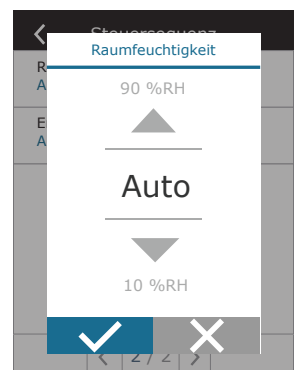 Steuersequenz
Raumfeuchtigkeit
R
A
90 %RH
E
A
Auto
10 %RH
2 / 2